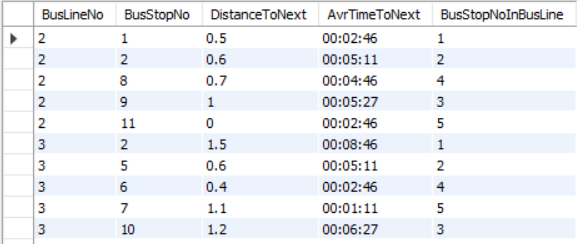 BusLineNo BusStopNo DistanceToNext AvrTimeToNext BusStopNoInBusLine
2 1 0.5 00:02:46 1
2 2 0.6 00:05:11 2
2 8 0.7 00:04:46 4
2 9 1 00:05:27 3
2 11 0 00:02:46 5
3 2 1.5 00:08:46 1
3 5 0.6 00:05:11 2
3 6 0.4 00:02:46 4
3 7 1.1 00:01:11 5
3 10 1.2 00:06:27 3